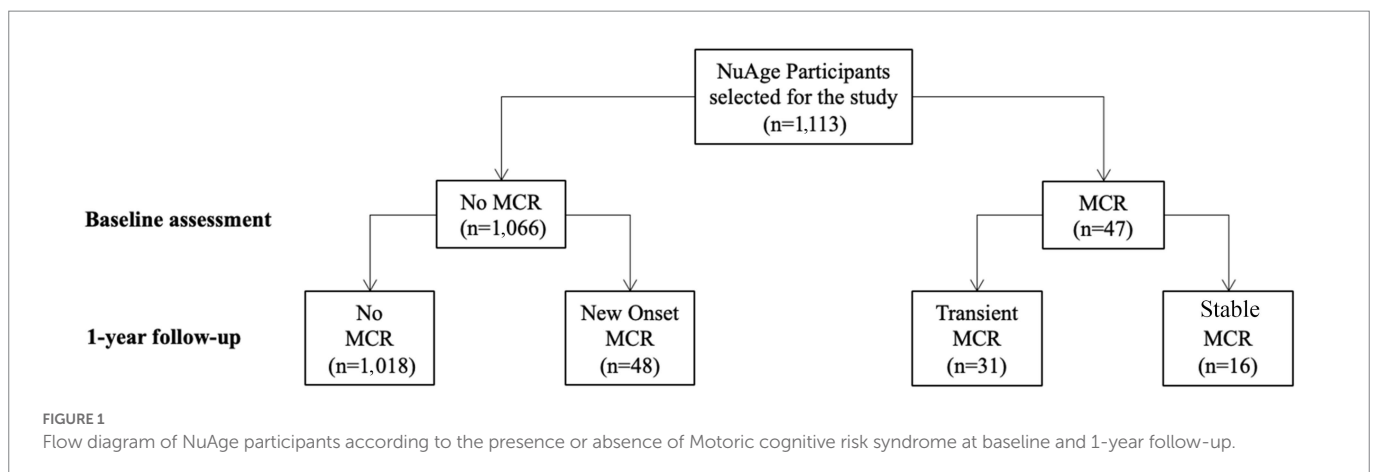 NuAge Participants
selected for the study
(n=1,113)
No MCR
(n=1,066)
MCR
(n=47)
Baseline assessment
No
MCR
(n=1,018)
New Onset
MCR
(n=48)
Transient
MCR
(n=31)
Stable
MCR
(n=16)
1-year follow-up
FIGURE 1
Flow diagram of NuAge participants according to the presence or absence of Motoric cognitive risk syndrome at baseline and 1-year follow-up.